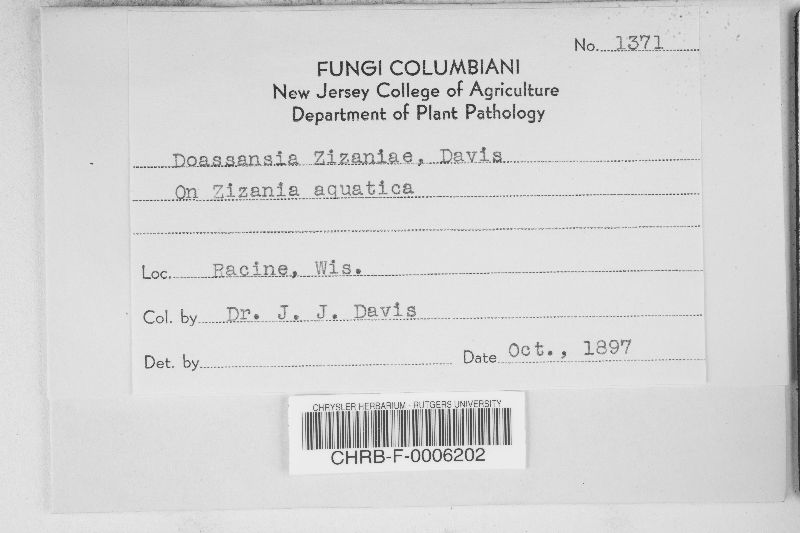 No. 1371
FUNGI COLUMBIANI
New Jersey College of Agriculture
Department of Plant Pathology
Doassansia Zizaniae, Davis
On Zizania aquatica
Loc. Racine, Wis.
Col. by Dr. J. J. Davis
Det. by
Date Oct., 1897
CHRYSLER HERBARIUM - RUTGERS UNIVERSITY
CHRB-F-0006202